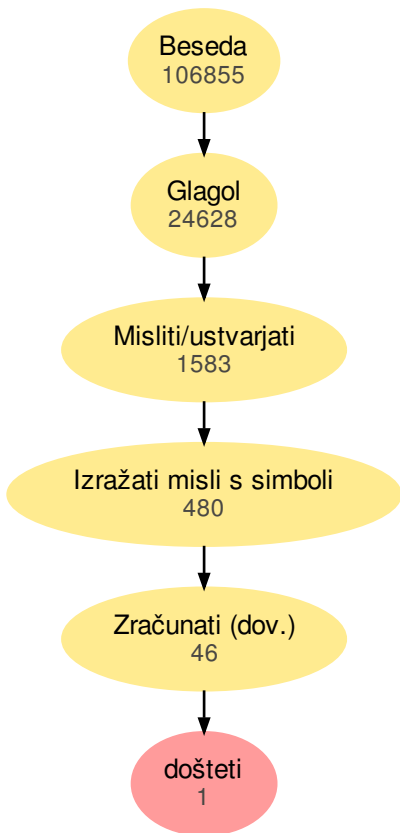 Beseda
106855
Glagol
24628
Misliti/ustvarjati
1583
Izražati misli s simboli
480
Zračunati (dov.)
46
došteti
1